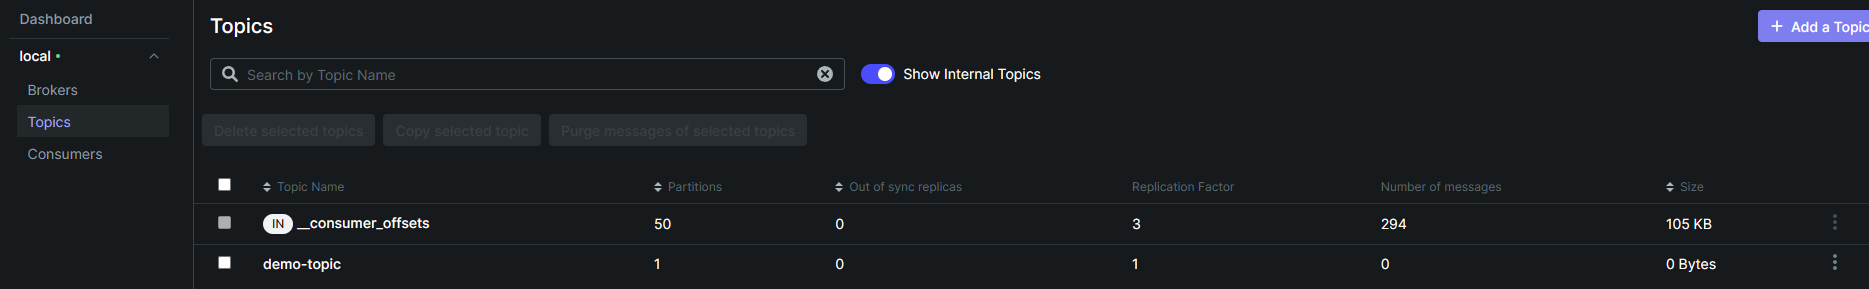 Dashboard
local
Brokers
Topics
Consumers
Topics
+ Add a Topic
Search by Topic Name
Show Internal Topics
Delete selected topics Copy selected topic Purge messages of selected topics
Topic Name Partitions Out of sync replicas Replication Factor Number of messages Size
IN __consumer_offsets 50 0 3 294 105 KB
demo-topic 1 0 1 0 0 Bytes